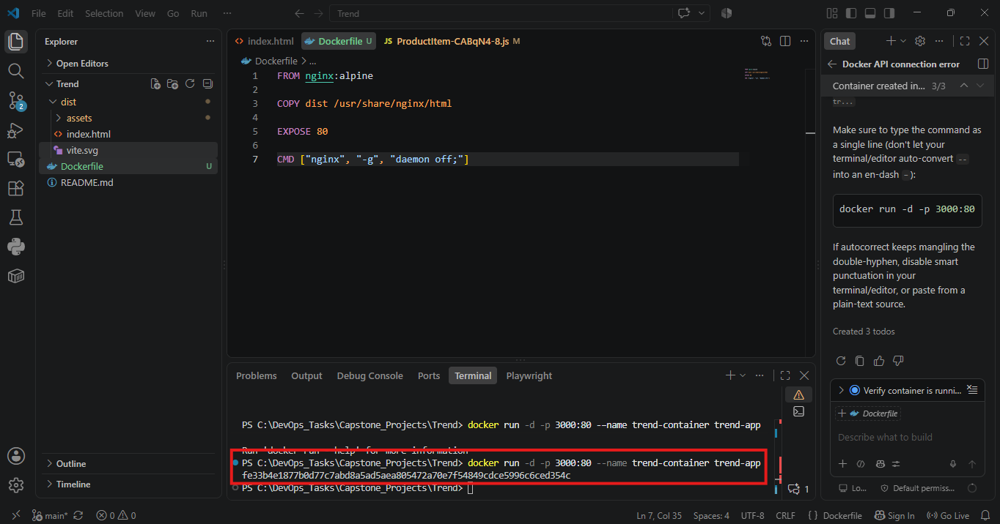 File Edit Selection View Go Run ···
Trend
Explorer
Open Editors
Trend
dist
assets
index.html
vite.svg
Dockerfile U
README.md
Outline
Timeline
2
index.html
Dockerfile U
JS ProductItem-CABqN4-8.js M
Dockerfile > ...
1 FROM nginx:alpine
2
3 COPY dist /usr/share/nginx/html
4
5 EXPOSE 80
6
7 CMD ["nginx", "-g", "daemon off;"]
Problems Output Debug Console Ports Terminal Playwright
PS C:\DevOps_Tasks\Capstone_Projects\Trend> docker run -d -p 3000:80 --name trend-container trend-app
Run 'docker run --help' for more information
PS C:\DevOps_Tasks\Capstone_Projects\Trend> docker run -d -p 3000:80 --name trend-container trend-app
fe33b4e1877b0d77c7abd8a5ad5aea805472a70e7f54849cdce5996c6ced354c
PS C:\DevOps_Tasks\Capstone_Projects\Trend>
1
Chat
Docker API connection error
Container created in... 3/3
tr...
Make sure to type the command as
a single line (don't let your
terminal/editor auto-convert --
into an en-dash –):
docker run -d -p 3000:80
If autocorrect keeps mangling the
double-hyphen, disable smart
punctuation in your
terminal/editor, or paste from a
plain-text source.
Created 3 todos
Verify container is runni...
Dockerfile
Describe what to build
Lo... Default permiss...
main* 0 0 Ln 7, Col 35 Spaces: 4 UTF-8 CRLF { } Dockerfile Sign In Go Live